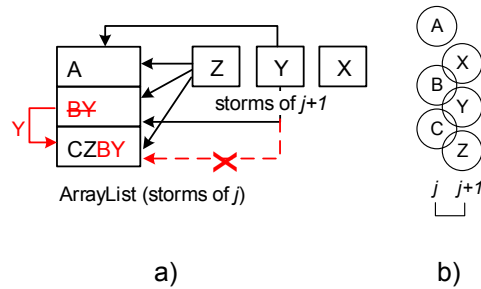 A
Z
Y
X
storms of j+1
BY
Y
CZBY
ArrayList (storms of j)
a)
A
X
B
Y
C
Z
j j+1
b)